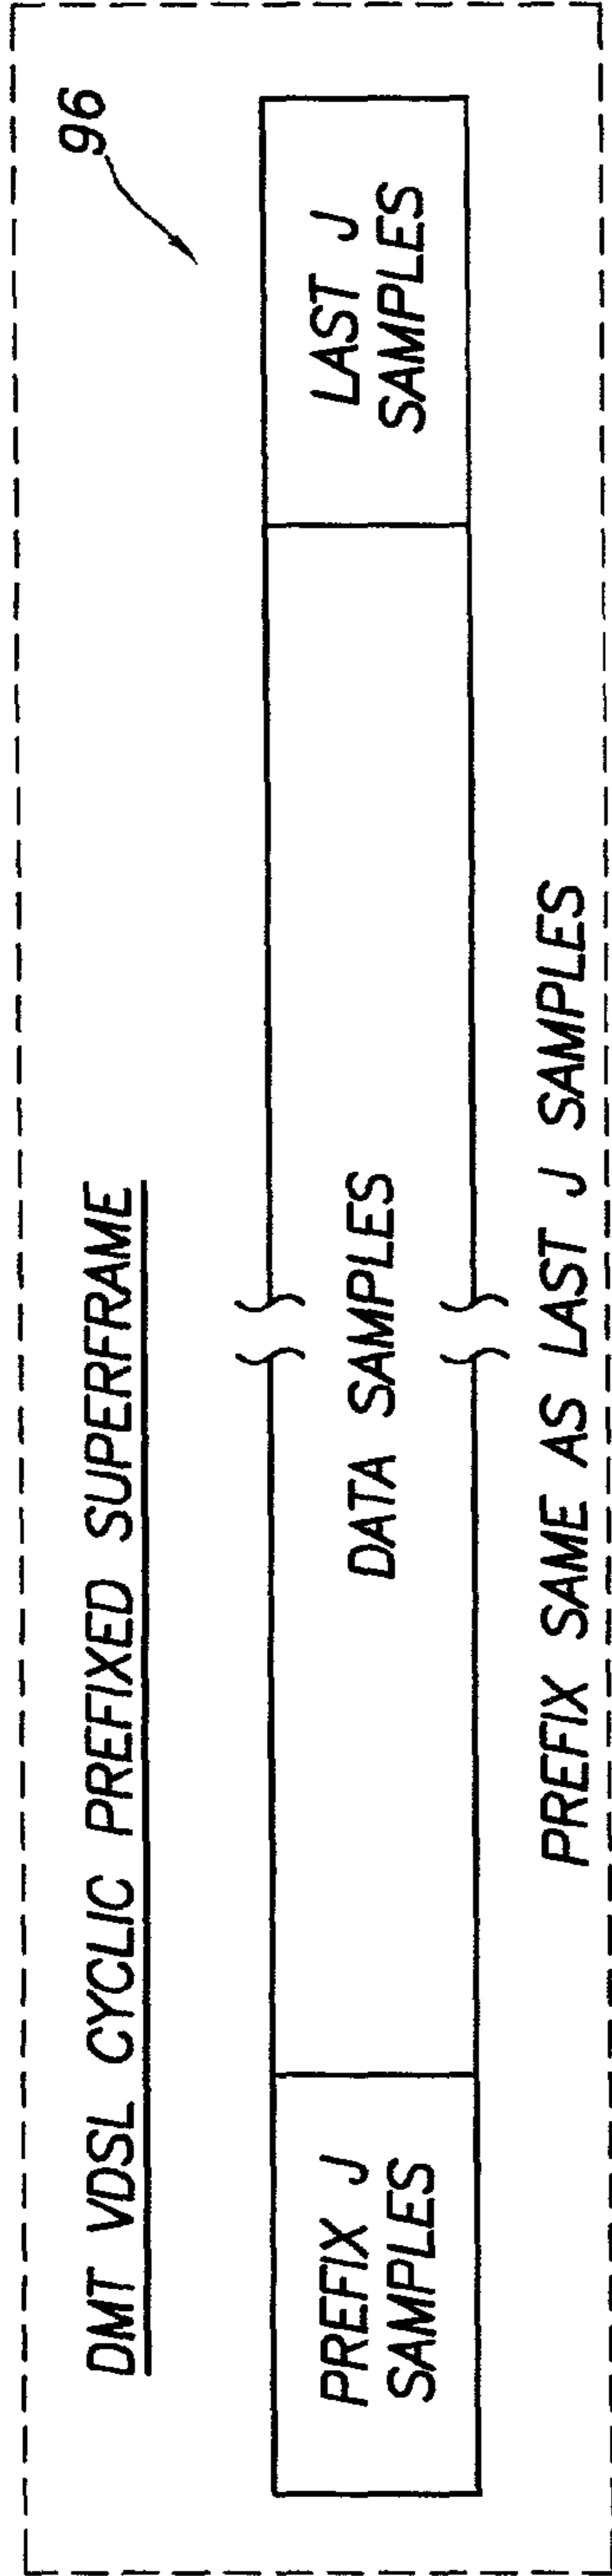 DMT VDSL CYCLIC PREFIXED SUPERFRAME
96
PREFIX J
SAMPLES
DATA SAMPLES
LAST J
SAMPLES
PREFIX SAME AS LAST J SAMPLES